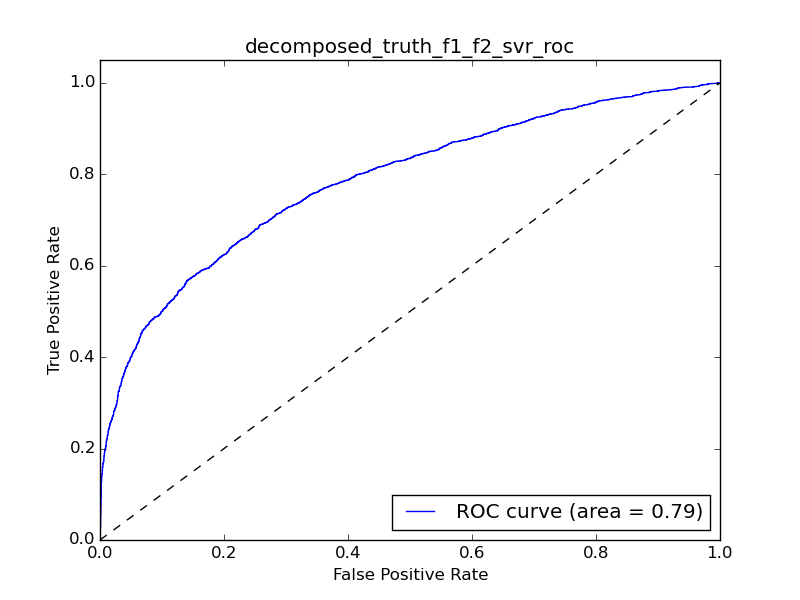 decomposed_truth_f1_f2_svr_roc
1.0
0.8
0.6
0.4
0.2
0.0
True Positive Rate
ROC curve (area = 0.79)
0.0 0.2 0.4 0.6 0.8 1.0
False Positive Rate